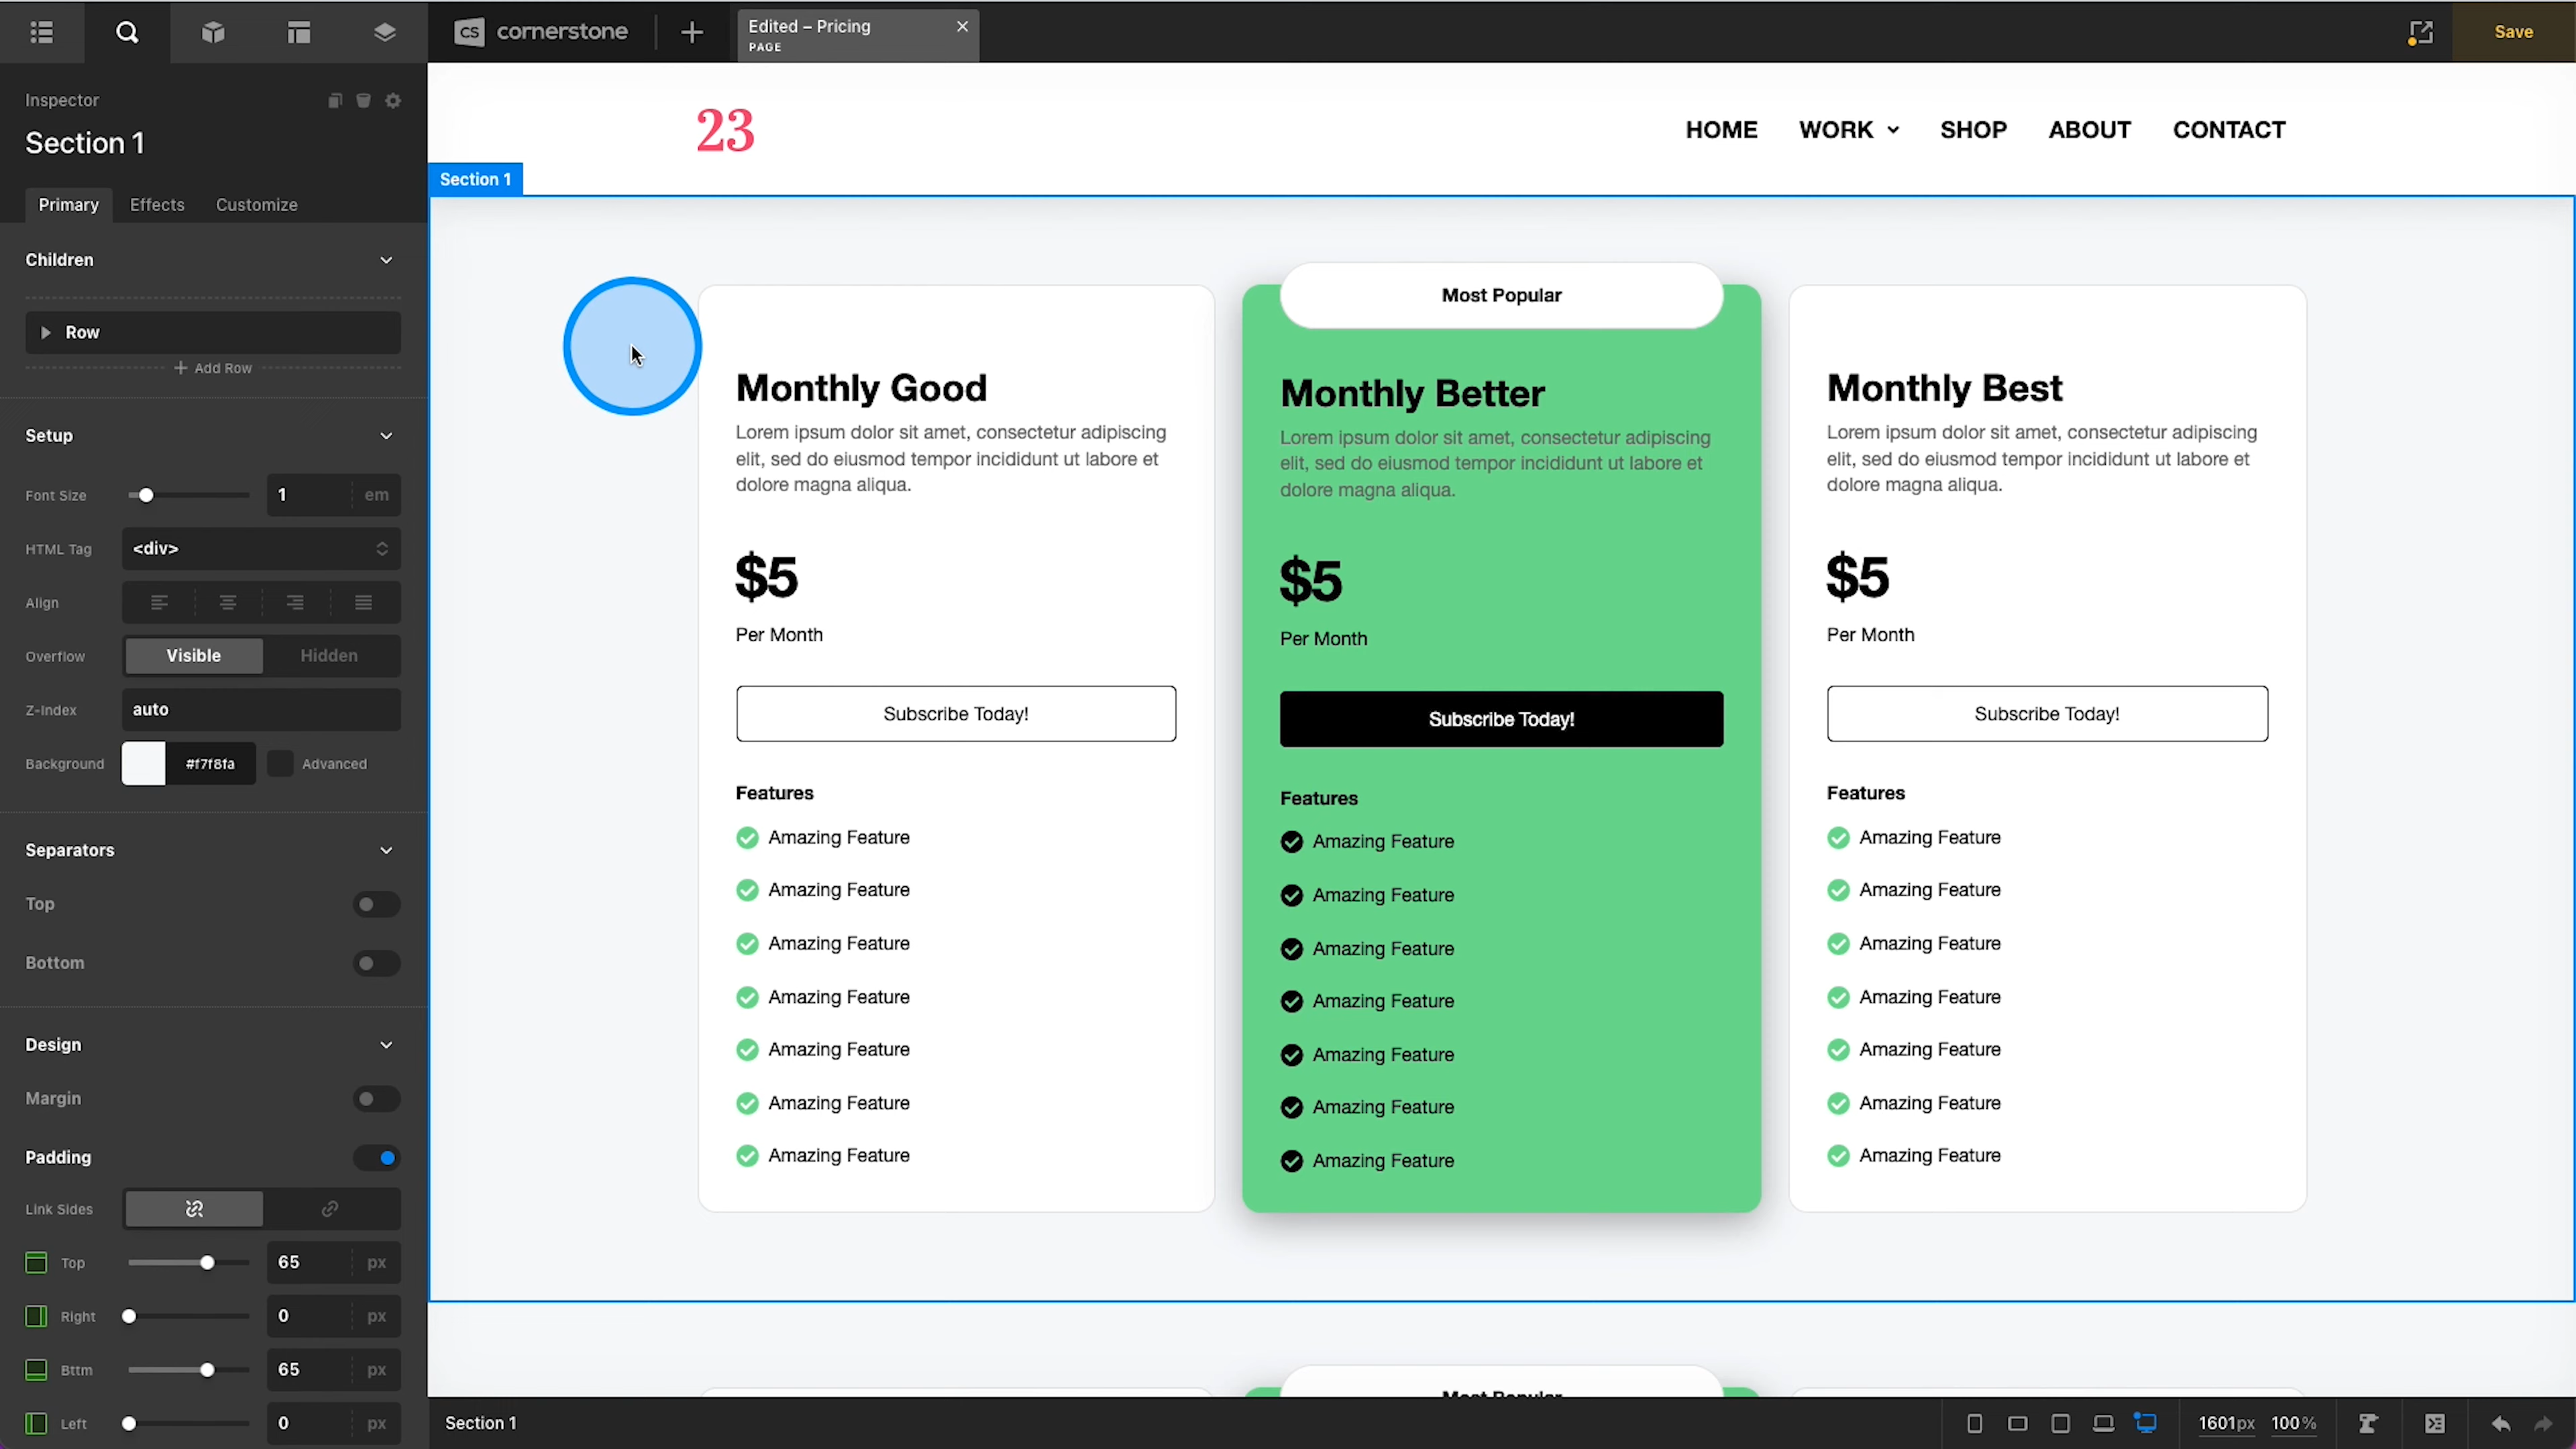 CS cornerstone
Edited – Pricing
PAGE
Save
Inspector
Section 1
Primary
Effects
Customize
Children
Row
Add Row
Setup
Font Size
1
em
HTML Tag
<div>
Align
Overflow
Visible
Hidden
Z-Index
auto
Background
#f7f8fa
Advanced
Separators
Top
Bottom
Design
Margin
Padding
Link Sides
Top
65
px
Right
0
px
Bttm
65
px
Left
0
px
23
HOME
WORK
SHOP
ABOUT
CONTACT
Section 1
Monthly Good
Lorem ipsum dolor sit amet, consectetur adipiscing
elit, sed do eiusmod tempor incididunt ut labore et
dolore magna aliqua.
$5
Per Month
Subscribe Today!
Features
Amazing Feature
Amazing Feature
Amazing Feature
Amazing Feature
Amazing Feature
Amazing Feature
Amazing Feature
Most Popular
Monthly Better
Lorem ipsum dolor sit amet, consectetur adipiscing
elit, sed do eiusmod tempor incididunt ut labore et
dolore magna aliqua.
$5
Per Month
Subscribe Today!
Features
Amazing Feature
Amazing Feature
Amazing Feature
Amazing Feature
Amazing Feature
Amazing Feature
Amazing Feature
Monthly Best
Lorem ipsum dolor sit amet, consectetur adipiscing
elit, sed do eiusmod tempor incididunt ut labore et
dolore magna aliqua.
$5
Per Month
Subscribe Today!
Features
Amazing Feature
Amazing Feature
Amazing Feature
Amazing Feature
Amazing Feature
Amazing Feature
Amazing Feature
Most Popular
Section 1
1601px
100%